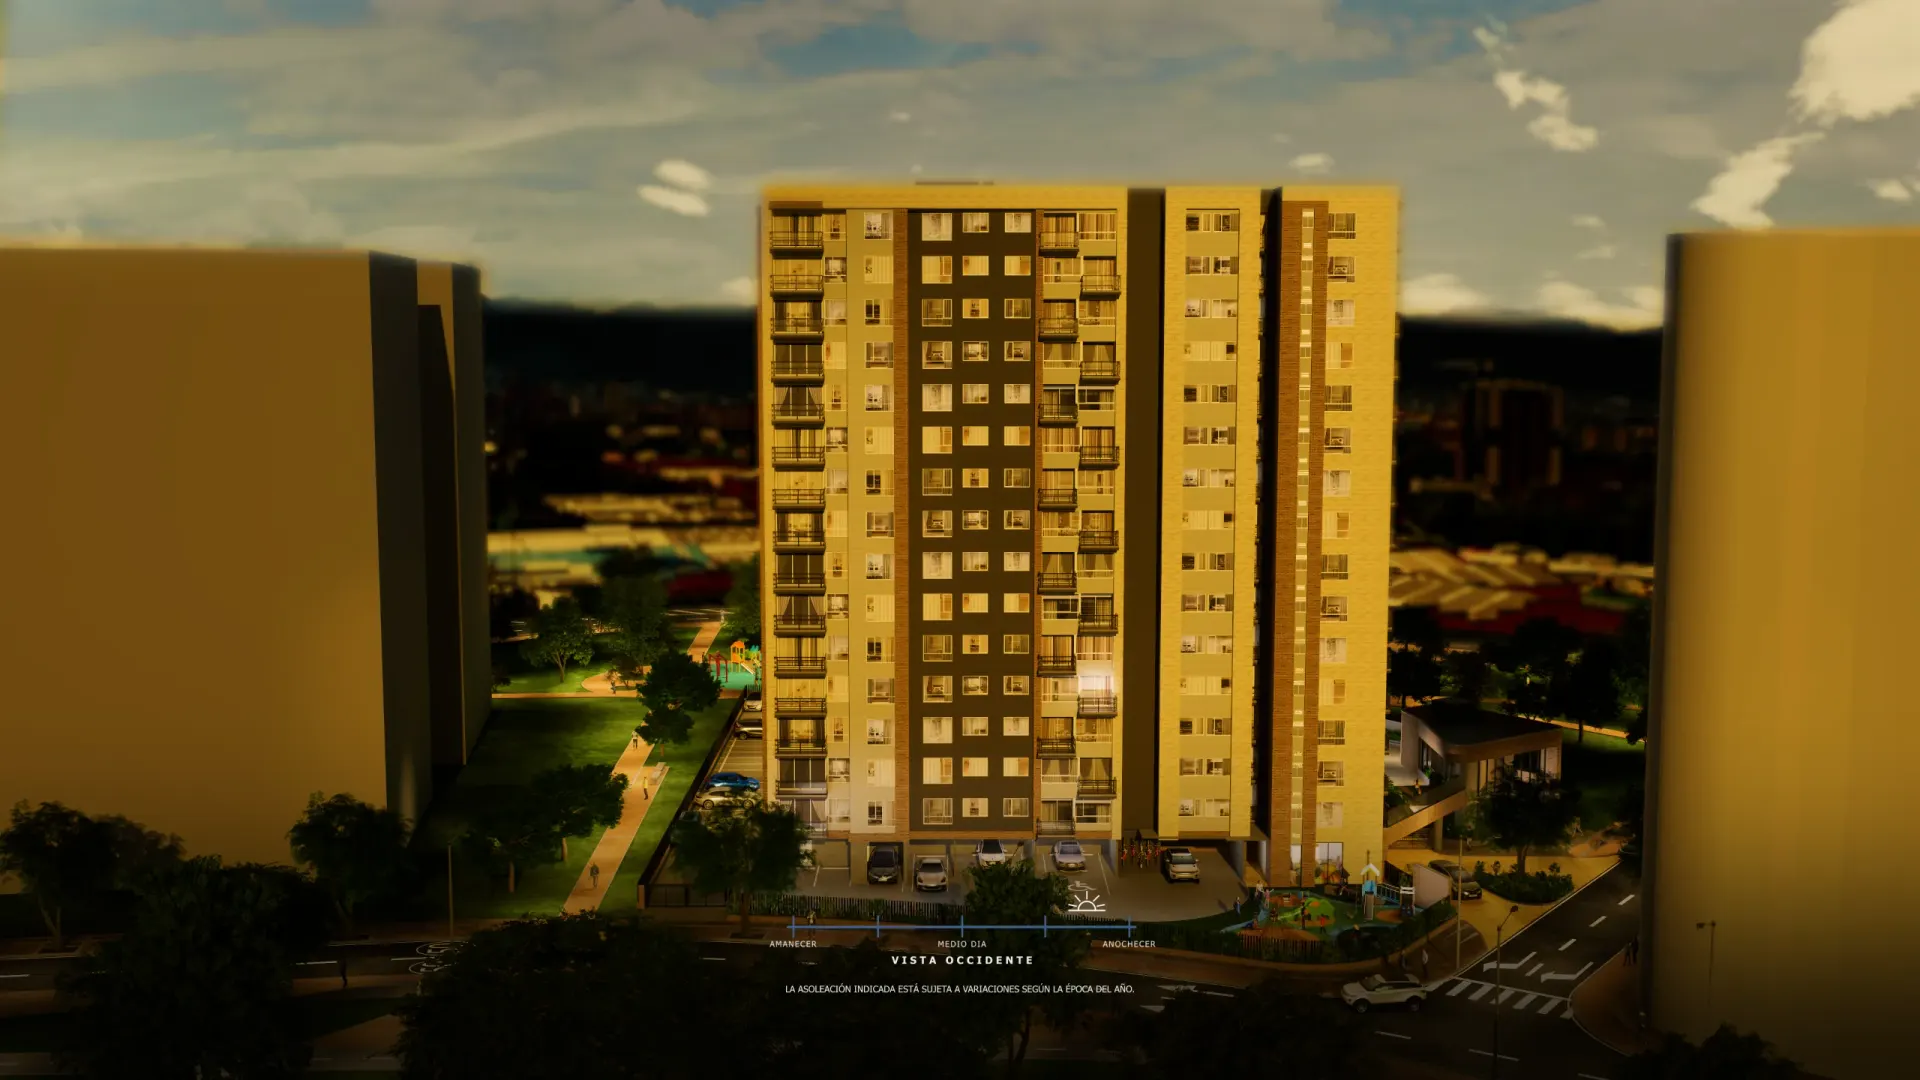 AMANECER MEDIO DIA ANOCHECER
VISTA OCCIDENTE
LA ASOLEACIÓN INDICADA ESTÁ SUJETA A VARIACIONES SEGÚN LA ÉPOCA DEL AÑO.